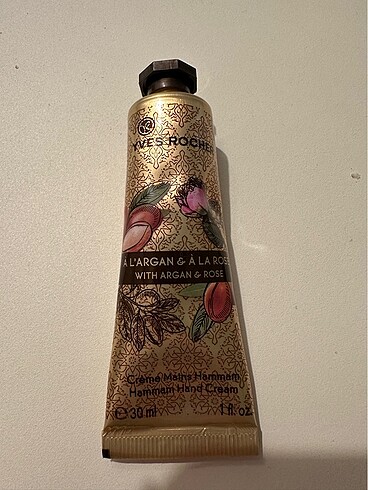 YVES ROCHER
À L'ARGAN & À LA ROSE
WITH ARGAN & ROSE
Crème Mains Hammam
Hammam Hand Cream
℮ 30 ml 1 fl.oz.